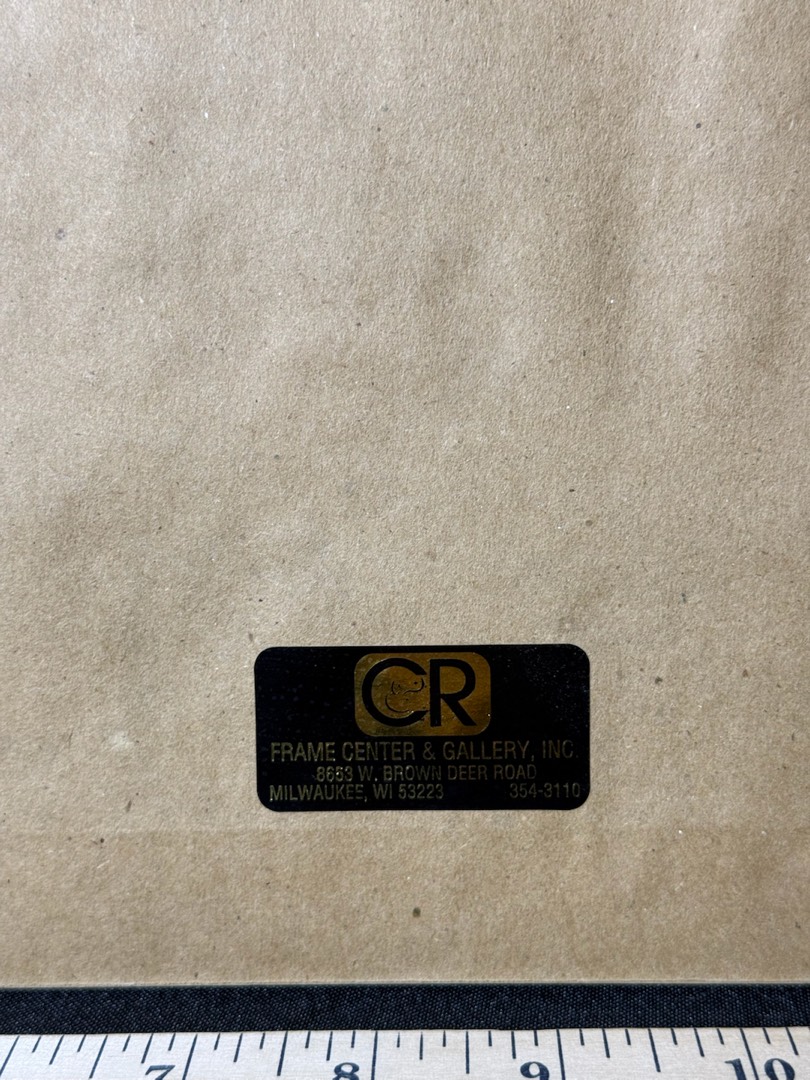 CR
FRAME CENTER & GALLERY, INC.
8653 W. BROWN DEER ROAD
MILWAUKEE, WI 53223 354-3110
7 8 9 10